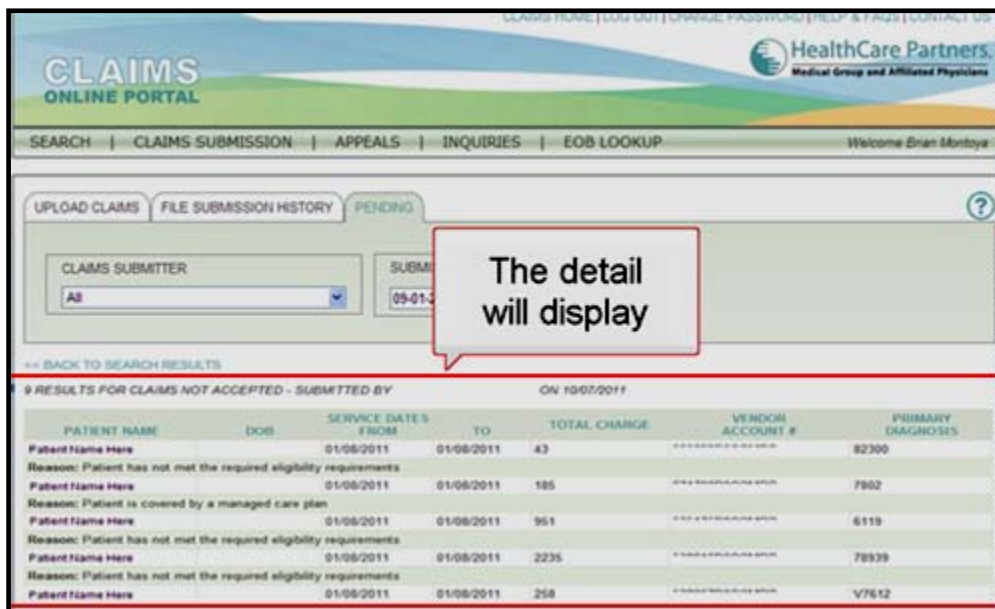 CLAIMS HOME | LOG OUT | CHANGE PASSWORD | HELP & FAQS | CONTACT US
HealthCare Partners.
Medical Group and Affiliated Physicians
CLAIMS
ONLINE PORTAL
SEARCH | CLAIMS SUBMISSION | APPEALS | INQUIRIES | EOB LOOKUP Welcome Brian Montoya
UPLOAD CLAIMS FILE SUBMISSION HISTORY PENDING ?
CLAIMS SUBMITTER SUBMI
All 09-01-2
The detail
will display
<< BACK TO SEARCH RESULTS
9 RESULTS FOR CLAIMS NOT ACCEPTED - SUBMITTED BY ON 10/07/2011
PATIENT NAME DOB SERVICE DATES FROM TO TOTAL CHARGE VENDOR ACCOUNT # PRIMARY DIAGNOSIS
Patient Name Here 01/08/2011 01/08/2011 43 82300
Reason: Patient has not met the required eligibility requirements
Patient Name Here 01/08/2011 01/08/2011 185 7802
Reason: Patient is covered by a managed care plan
Patient Name Here 01/08/2011 01/08/2011 951 6119
Reason: Patient has not met the required eligibility requirements
Patient Name Here 01/08/2011 01/08/2011 2235 78939
Reason: Patient has not met the required eligibility requirements
Patient Name Here 01/08/2011 01/08/2011 258 V7612